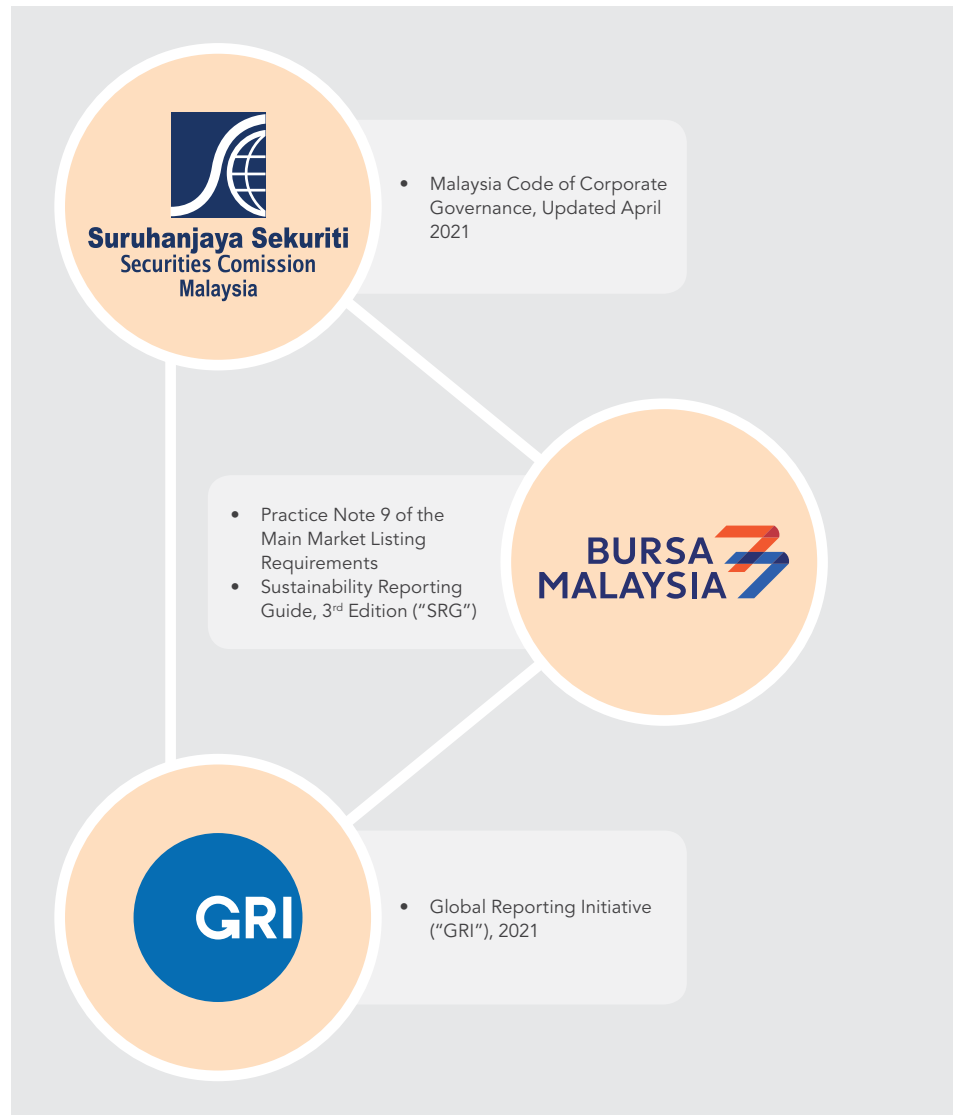 Suruhanjaya Sekuriti
Securities Comission
Malaysia
• Malaysia Code of Corporate
Governance, Updated April
2021
• Practice Note 9 of the
Main Market Listing
Requirements
• Sustainability Reporting
Guide, 3rd Edition (“SRG”)
BURSA
MALAYSIA
GRI
• Global Reporting Initiative
(“GRI”), 2021